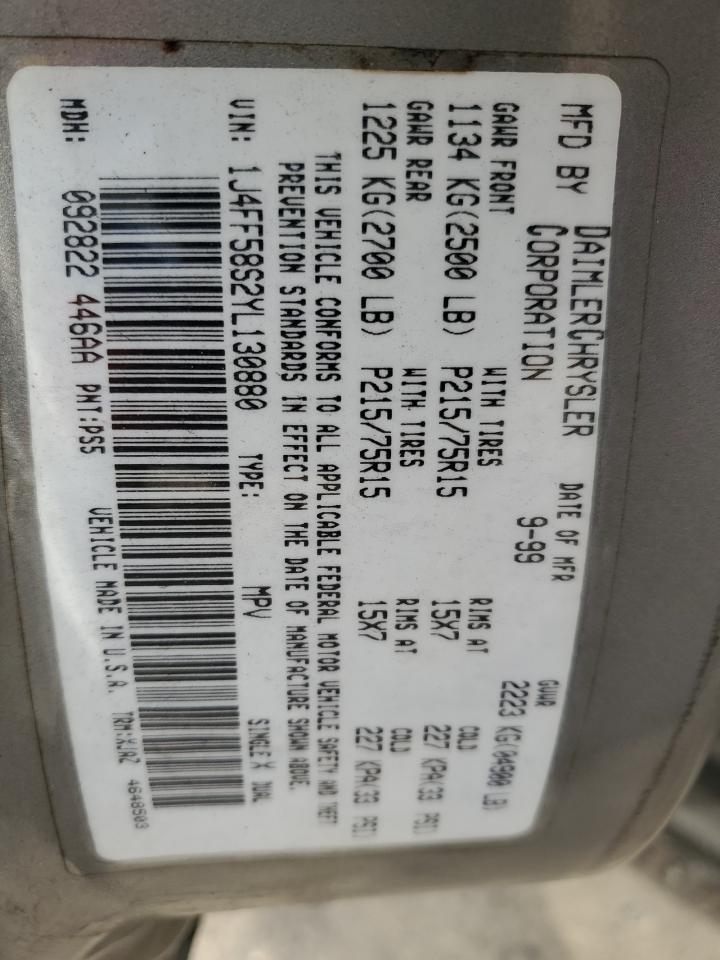 MFD BY DAIMLERCHRYSLER CORPORATION DATE OF MFR 9-99 GVWR 2223 KG(04900 LB)
GAWR FRONT WITH TIRES RIMS AT COLD
1134 KG(2500 LB) P215/75R15 15X7 227 KPA(33 PSI)
GAWR REAR WITH TIRES RIMS AT COLD
1225 KG(2700 LB) P215/75R15 15X7 227 KPA(33 PSI)
THIS VEHICLE CONFORMS TO ALL APPLICABLE FEDERAL MOTOR VEHICLE SAFETY AND THEFT
PREVENTION STANDARDS IN EFFECT ON THE DATE OF MANUFACTURE SHOWN ABOVE.
VIN: 1J4FF58S2YL130880 TYPE: MPV SINGLE X DUAL
MDH: 092822 446AA PNT:PS5 VEHICLE MADE IN U.S.A. TRM:XJAZ 4648503